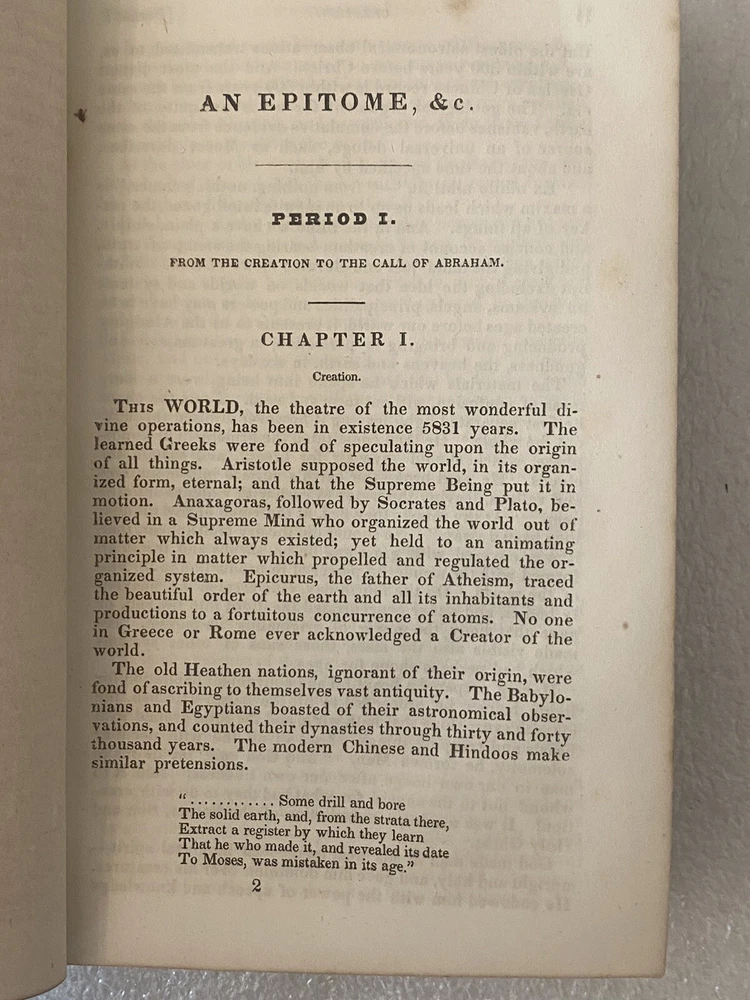 AN EPITOME, &c.
PERIOD I.
FROM THE CREATION TO THE CALL OF ABRAHAM.
CHAPTER I.
Creation.
THIS WORLD, the theatre of the most wonderful di-
vine operations, has been in existence 5831 years. The
learned Greeks were fond of speculating upon the origin
of all things. Aristotle supposed the world, in its organ-
ized form, eternal; and that the Supreme Being put it in
motion. Anaxagoras, followed by Socrates and Plato, be-
lieved in a Supreme Mind who organized the world out of
matter which always existed; yet held to an animating
principle in matter which propelled and regulated the or-
ganized system. Epicurus, the father of Atheism, traced
the beautiful order of the earth and all its inhabitants and
productions to a fortuitous concurrence of atoms. No one
in Greece or Rome ever acknowledged a Creator of the
world.
The old Heathen nations, ignorant of their origin, were
fond of ascribing to themselves vast antiquity. The Babylo-
nians and Egyptians boasted of their astronomical obser-
vations, and counted their dynasties through thirty and forty
thousand years. The modern Chinese and Hindoos make
similar pretensions.
"............ Some drill and bore
The solid earth, and, from the strata there,
Extract a register by which they learn
That he who made it, and revealed its date
To Moses, was mistaken in its age."
2